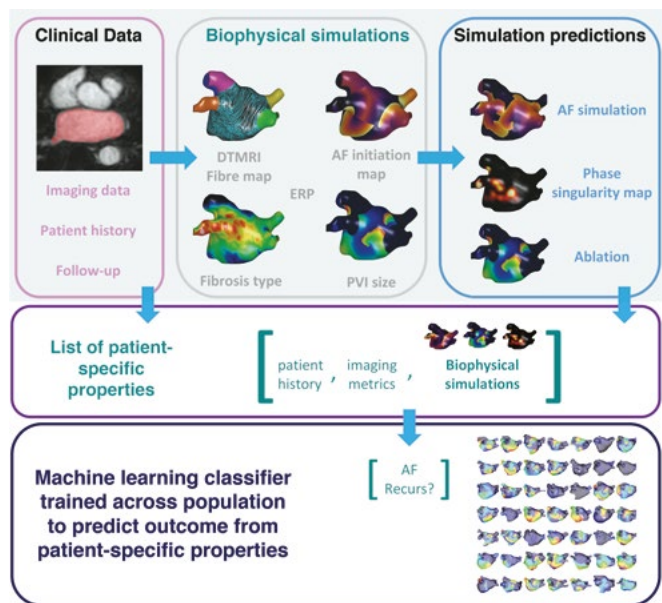 Clinical Data
Imaging data
Patient history
Follow-up
Biophysical simulations
DTMRI
Fibre map
AF initiation
map
ERP
Fibrosis type
PVI size
Simulation predictions
AF simulation
Phase
singularity map
Ablation
List of patient-
specific
properties
patient
history ,
imaging
metrics ,
Biophysical
simulations
Machine learning classifier
trained across population
to predict outcome from
patient-specific properties
AF
Recurs?